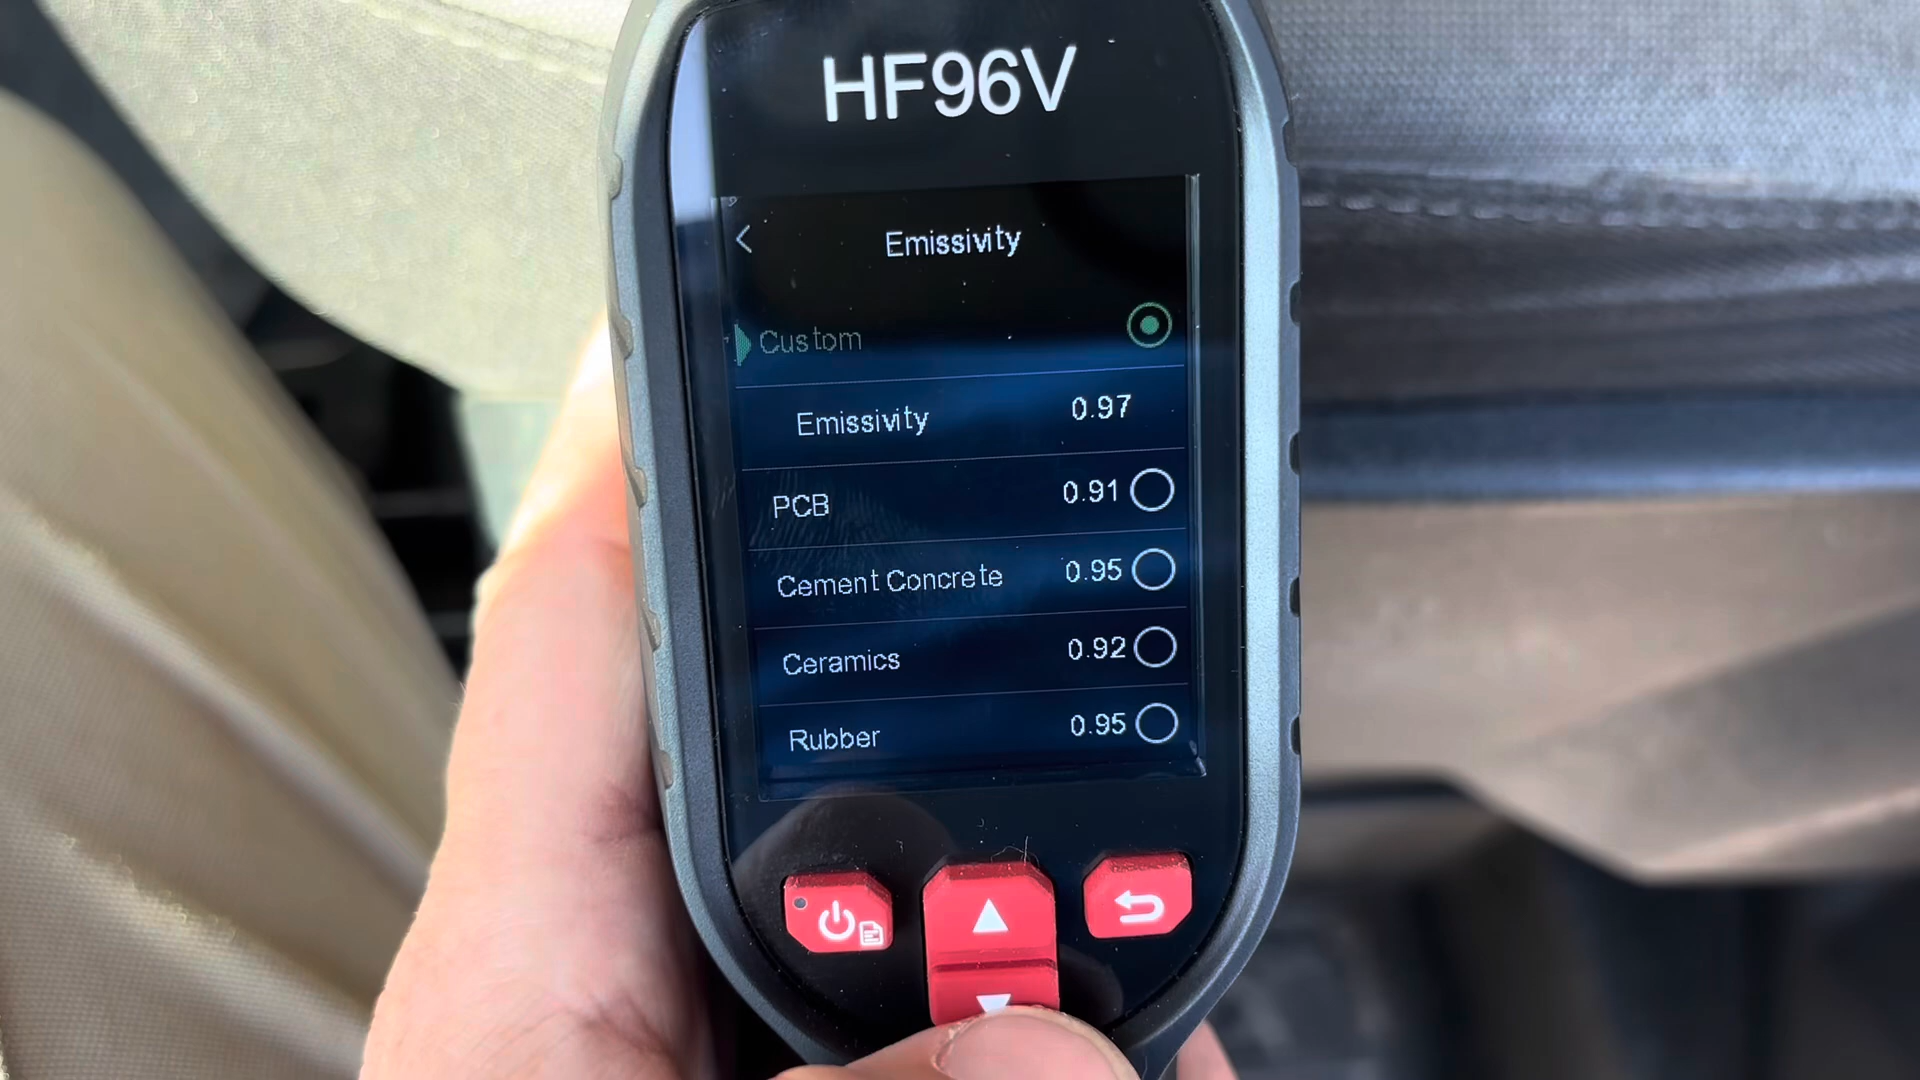 HF96V
Emissivity
Custom
Emissivity 0.97
PCB 0.91
Cement Concrete 0.95
Ceramics 0.92
Rubber 0.95